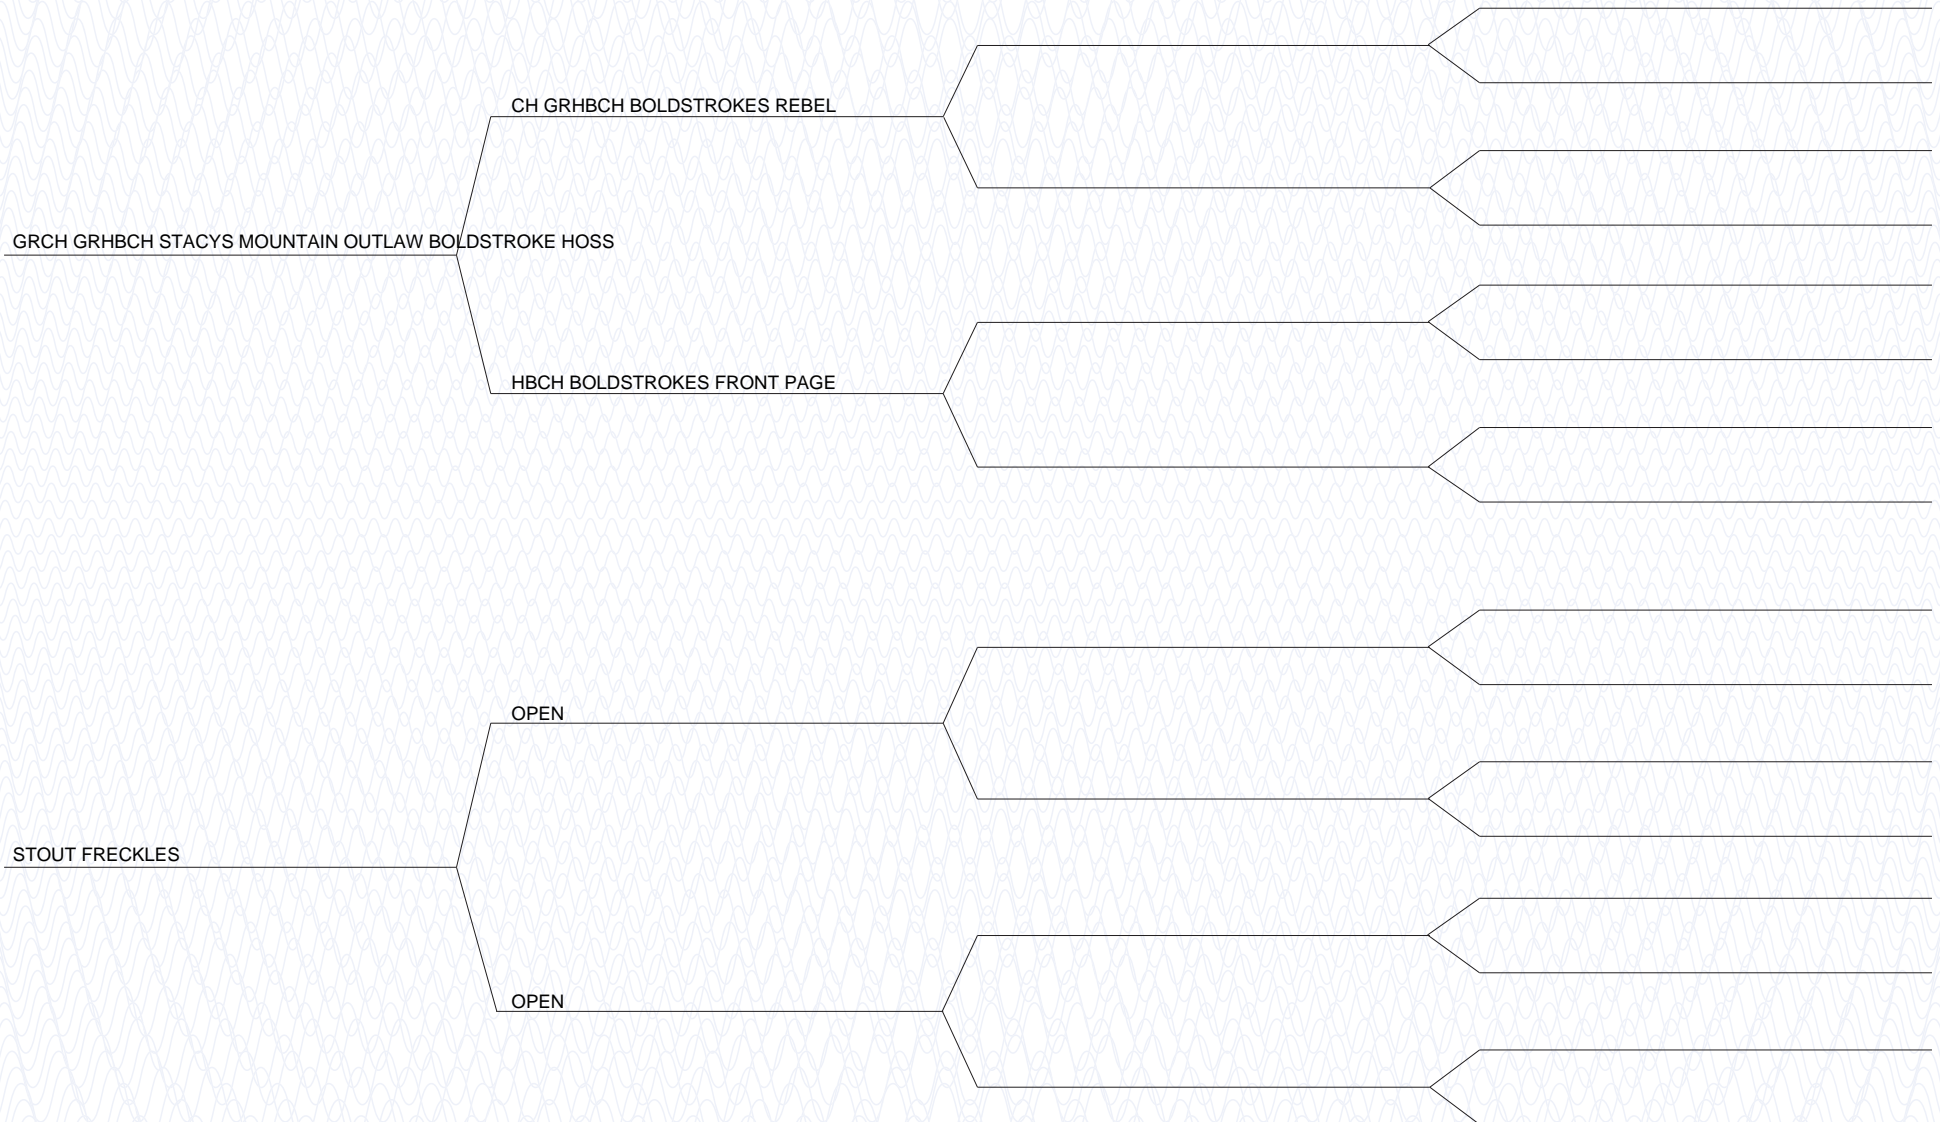 CH GRHBCH BOLDSTROKES REBEL
GRCH GRHBCH STACYS MOUNTAIN OUTLAW BOLDSTROKE HOSS
HBCH BOLDSTROKES FRONT PAGE
OPEN
STOUT FRECKLES
OPEN